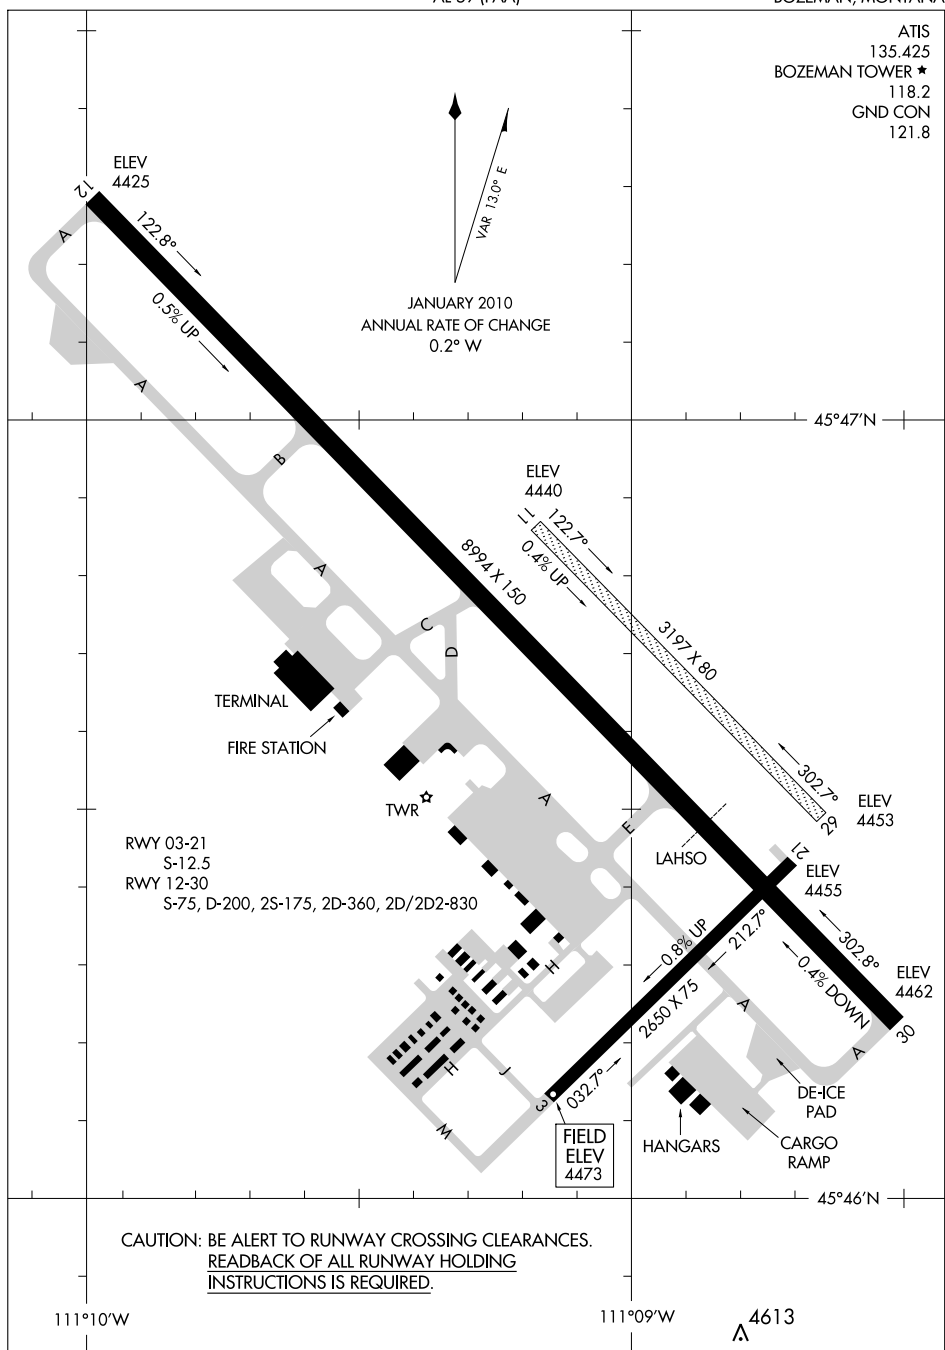 ATIS
135.425
BOZEMAN TOWER ★
118.2
GND CON
121.8
VAR 13.0° E
JANUARY 2010
ANNUAL RATE OF CHANGE
0.2° W
12
ELEV
4425
A
122.8°
0.5% UP
A
45°47'N
B
ELEV
4440
11
122.7°
0.4% UP
8994 X 150
A
C
D
3197 X 80
TERMINAL
FIRE STATION
302.7°
29
ELEV
4453
A
TWR
E
LAHSO
RWY 03-21
S-12.5
RWY 12-30
S-75, D-200, 2S-175, 2D-360, 2D/2D2-830
21
ELEV
4455
0.8% UP
212.7°
302.8°
0.4% DOWN
ELEV
4462
30
H
2650 X 75
A
A
H
J
032.7°
3
M
DE-ICE
PAD
HANGARS
CARGO
RAMP
FIELD
ELEV
4473
45°46'N
CAUTION: BE ALERT TO RUNWAY CROSSING CLEARANCES.
READBACK OF ALL RUNWAY HOLDING
INSTRUCTIONS IS REQUIRED.
111°10'W
111°09'W
4613